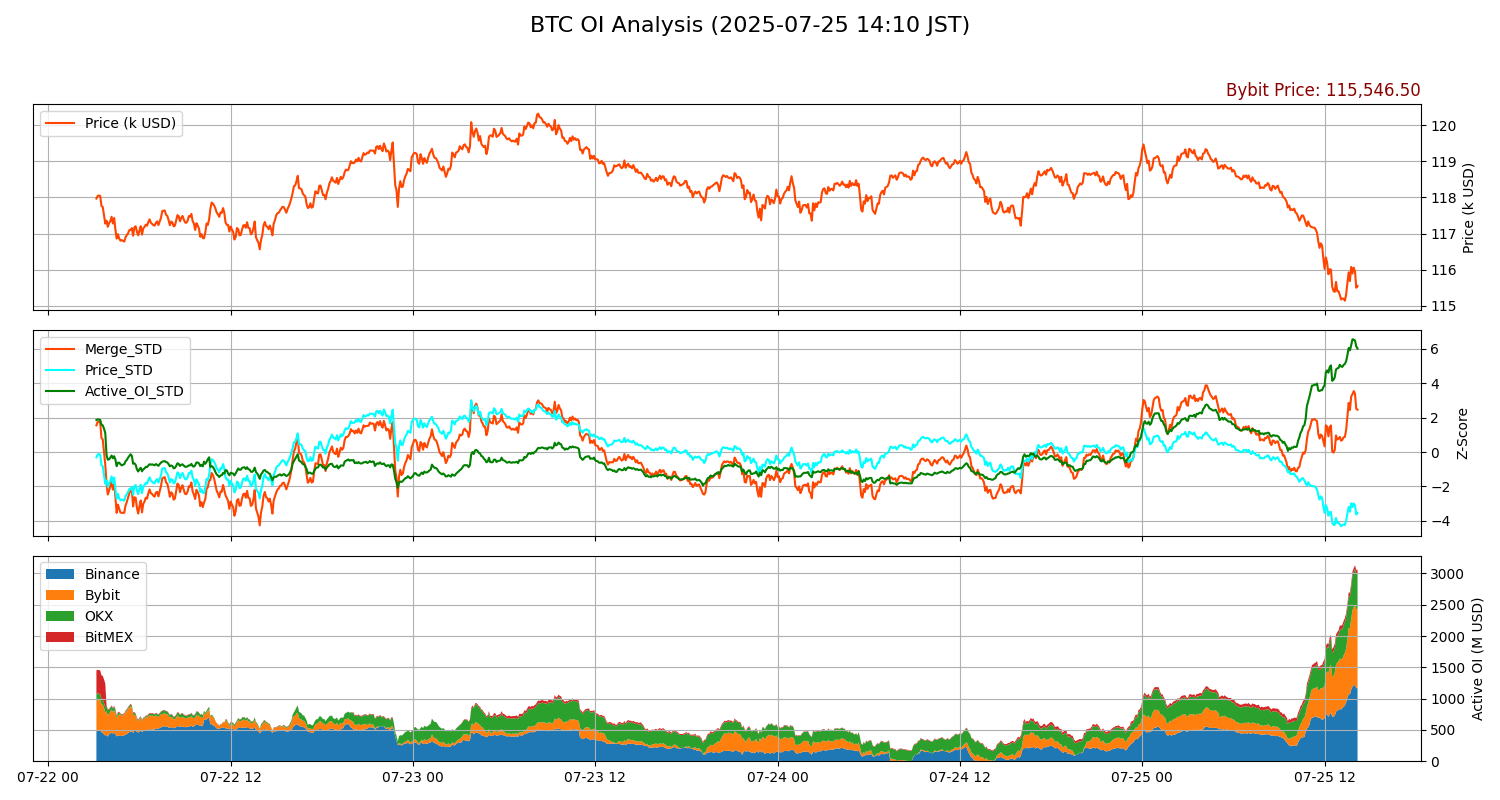 BTC OI Analysis (2025-07-25 14:10 JST)
Bybit Price: 115,546.50
Price (k USD)
120
119
118
117
116
115
Price (k USD)
Merge_STD
Price_STD
Active_OI_STD
6
4
2
0
−2
−4
Z-Score
Binance
Bybit
OKX
BitMEX
3000
2500
2000
1500
1000
500
0
Active OI (M USD)
07-22 00
07-22 12
07-23 00
07-23 12
07-24 00
07-24 12
07-25 00
07-25 12